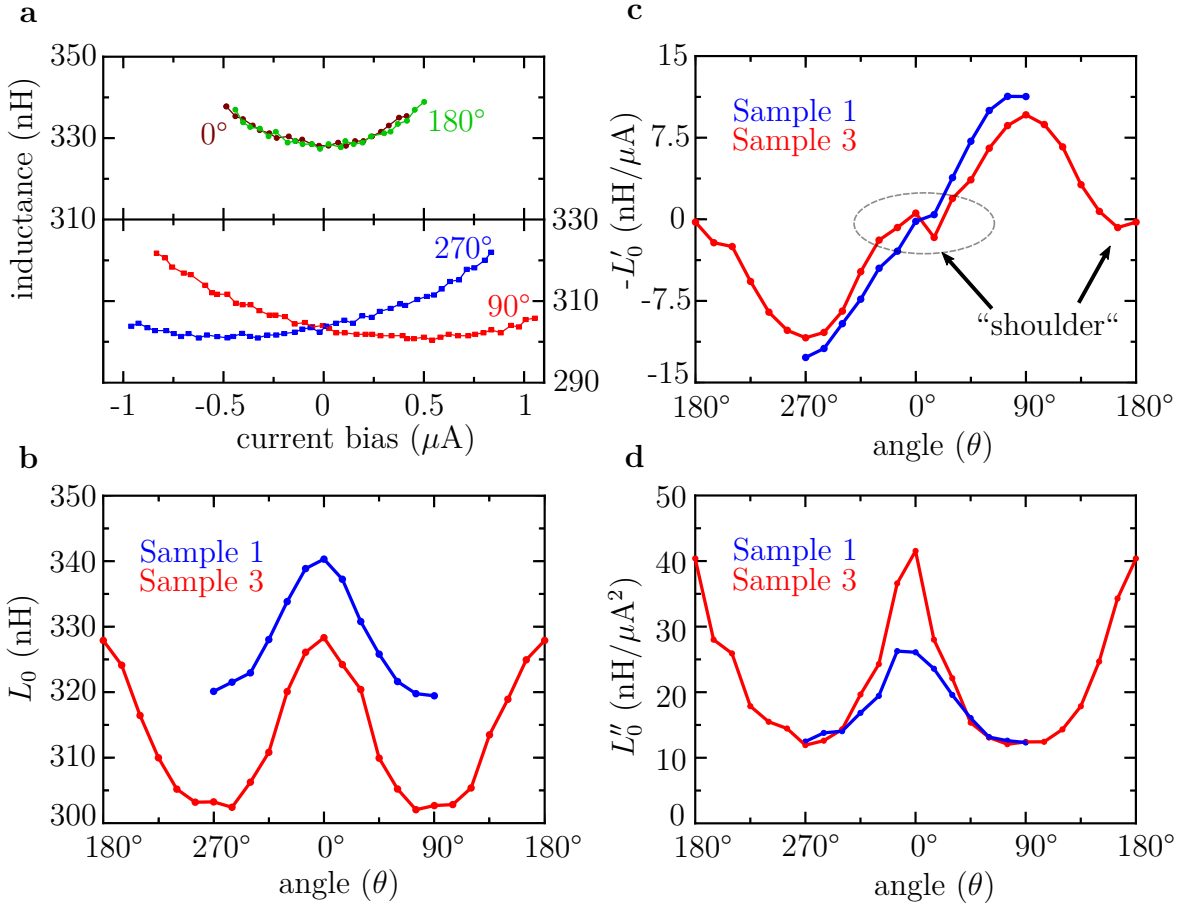 a
350
330
310
inductance (nH)
0°
180°
330
310
290
270°
90°
-1
-0.5
0
0.5
1
current bias (μA)
c
15
7.5
0
-7.5
-15
-L′0 (nH/μA)
Sample 1
Sample 3
“shoulder“
180°
270°
0°
90°
180°
angle (θ)
b
350
340
330
320
310
300
L0 (nH)
Sample 1
Sample 3
180°
270°
0°
90°
180°
angle (θ)
d
50
40
30
20
10
0
L″0 (nH/μA²)
Sample 1
Sample 3
180°
270°
0°
90°
180°
angle (θ)